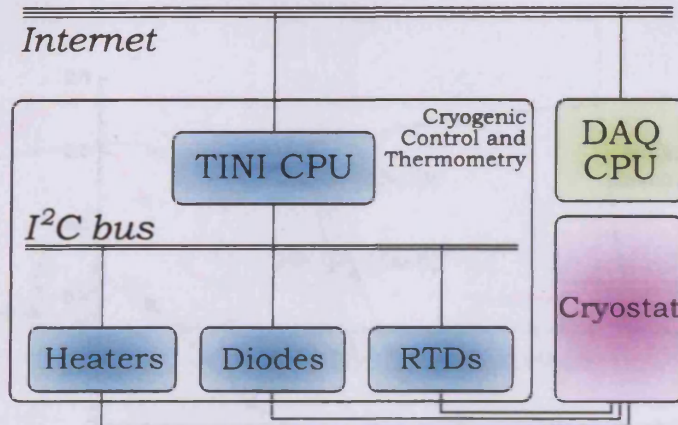 Internet
Cryogenic
Control and
Thermometry
TINI CPU
DAQ
CPU
I²C bus
Cryostat
Heaters
Diodes
RTDs